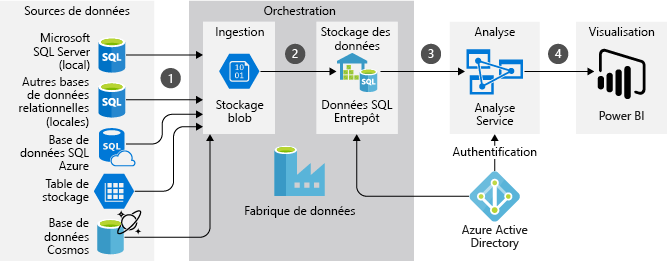 Sources de données
Orchestration
Microsoft
SQL Server
(local)
SQL
Autres bases
de données
relationnelles
(locales)
SQL
Base de
données SQL
Azure
SQL
Table de
stockage
Base de
données
Cosmos
1
Ingestion
10
01
Stockage
blob
2
Stockage des
données
SQL
Données SQL
Entrepôt
Fabrique de données
3
Analyse
Analyse
Service
4
Visualisation
Power BI
Authentification
Azure Active
Directory